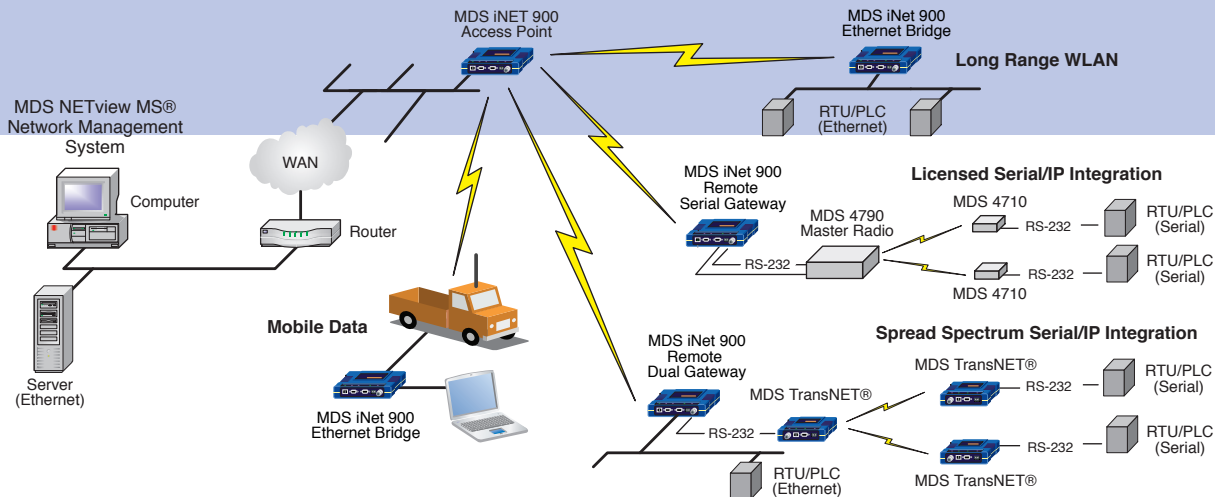 MDS iNET 900
Access Point
MDS iNet 900
Ethernet Bridge
Long Range WLAN
RTU/PLC
(Ethernet)
MDS NETview MS®
Network Management
System
WAN
Computer
Router
Server
(Ethernet)
Mobile Data
MDS iNet 900
Ethernet Bridge
MDS iNet 900
Remote
Serial Gateway
Licensed Serial/IP Integration
MDS 4790
Master Radio
RS-232
MDS 4710
RS-232
RTU/PLC
(Serial)
MDS 4710
RS-232
RTU/PLC
(Serial)
Spread Spectrum Serial/IP Integration
MDS iNet 900
Remote
Dual Gateway
MDS TransNET®
RS-232
RTU/PLC
(Ethernet)
MDS TransNET®
RS-232
RTU/PLC
(Serial)
MDS TransNET®
RS-232
RTU/PLC
(Serial)